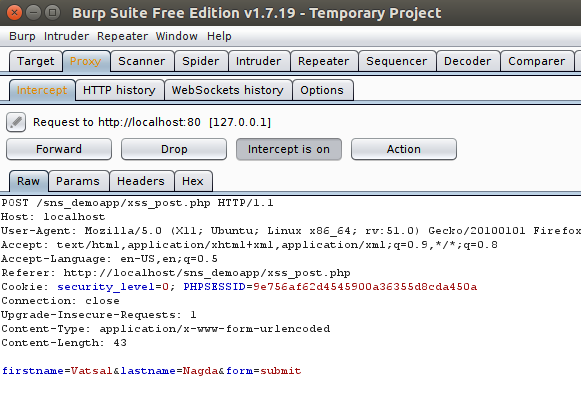 Burp Suite Free Edition v1.7.19 - Temporary Project
Burp Intruder Repeater Window Help
Target Proxy Scanner Spider Intruder Repeater Sequencer Decoder Comparer
Intercept HTTP history WebSockets history Options
Request to http://localhost:80 [127.0.0.1]
Forward Drop Intercept is on Action
Raw Params Headers Hex
POST /sns_demoapp/xss_post.php HTTP/1.1
Host: localhost
User-Agent: Mozilla/5.0 (X11; Ubuntu; Linux x86_64; rv:51.0) Gecko/20100101 Firefox
Accept: text/html,application/xhtml+xml,application/xml;q=0.9,*/*;q=0.8
Accept-Language: en-US,en;q=0.5
Referer: http://localhost/sns_demoapp/xss_post.php
Cookie: security_level=0; PHPSESSID=9e756af62d4545900a36355d8cda450a
Connection: close
Upgrade-Insecure-Requests: 1
Content-Type: application/x-www-form-urlencoded
Content-Length: 43
firstname=Vatsal&lastname=Nagda&form=submit